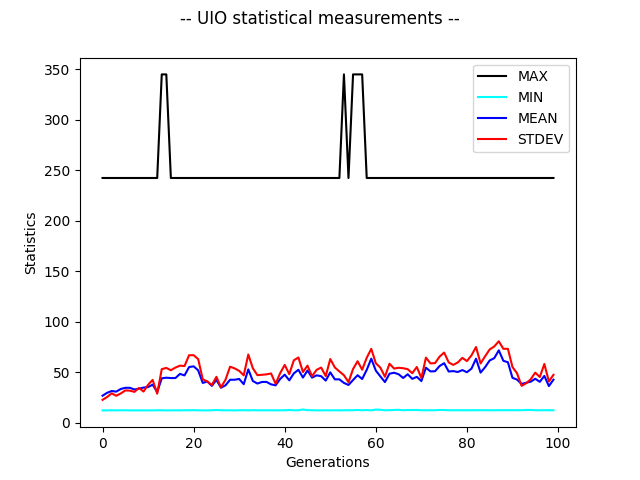 -- UIO statistical measurements --
MAX
MIN
MEAN
STDEV
Statistics
350
300
250
200
150
100
50
0
0 20 40 60 80 100
Generations